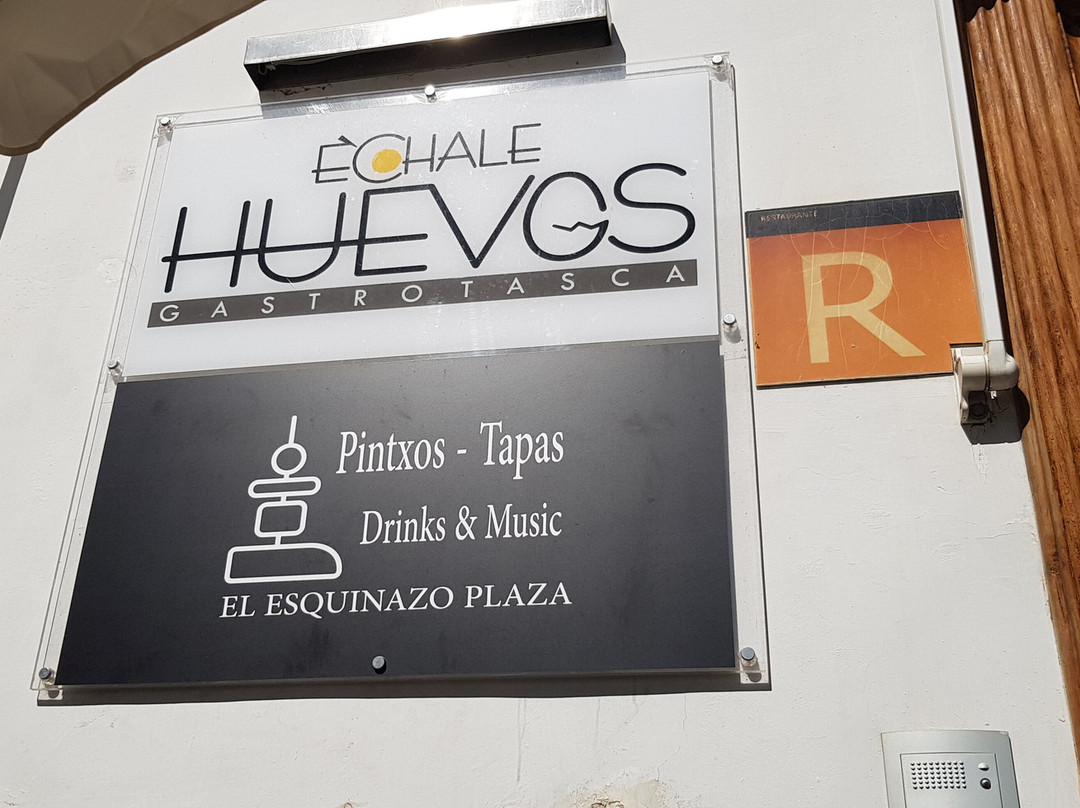 ÈCHALE
HUEVOS
GASTROTASCA
RESTAURANTE
R
Pintxos - Tapas
Drinks & Music
EL ESQUINAZO PLAZA